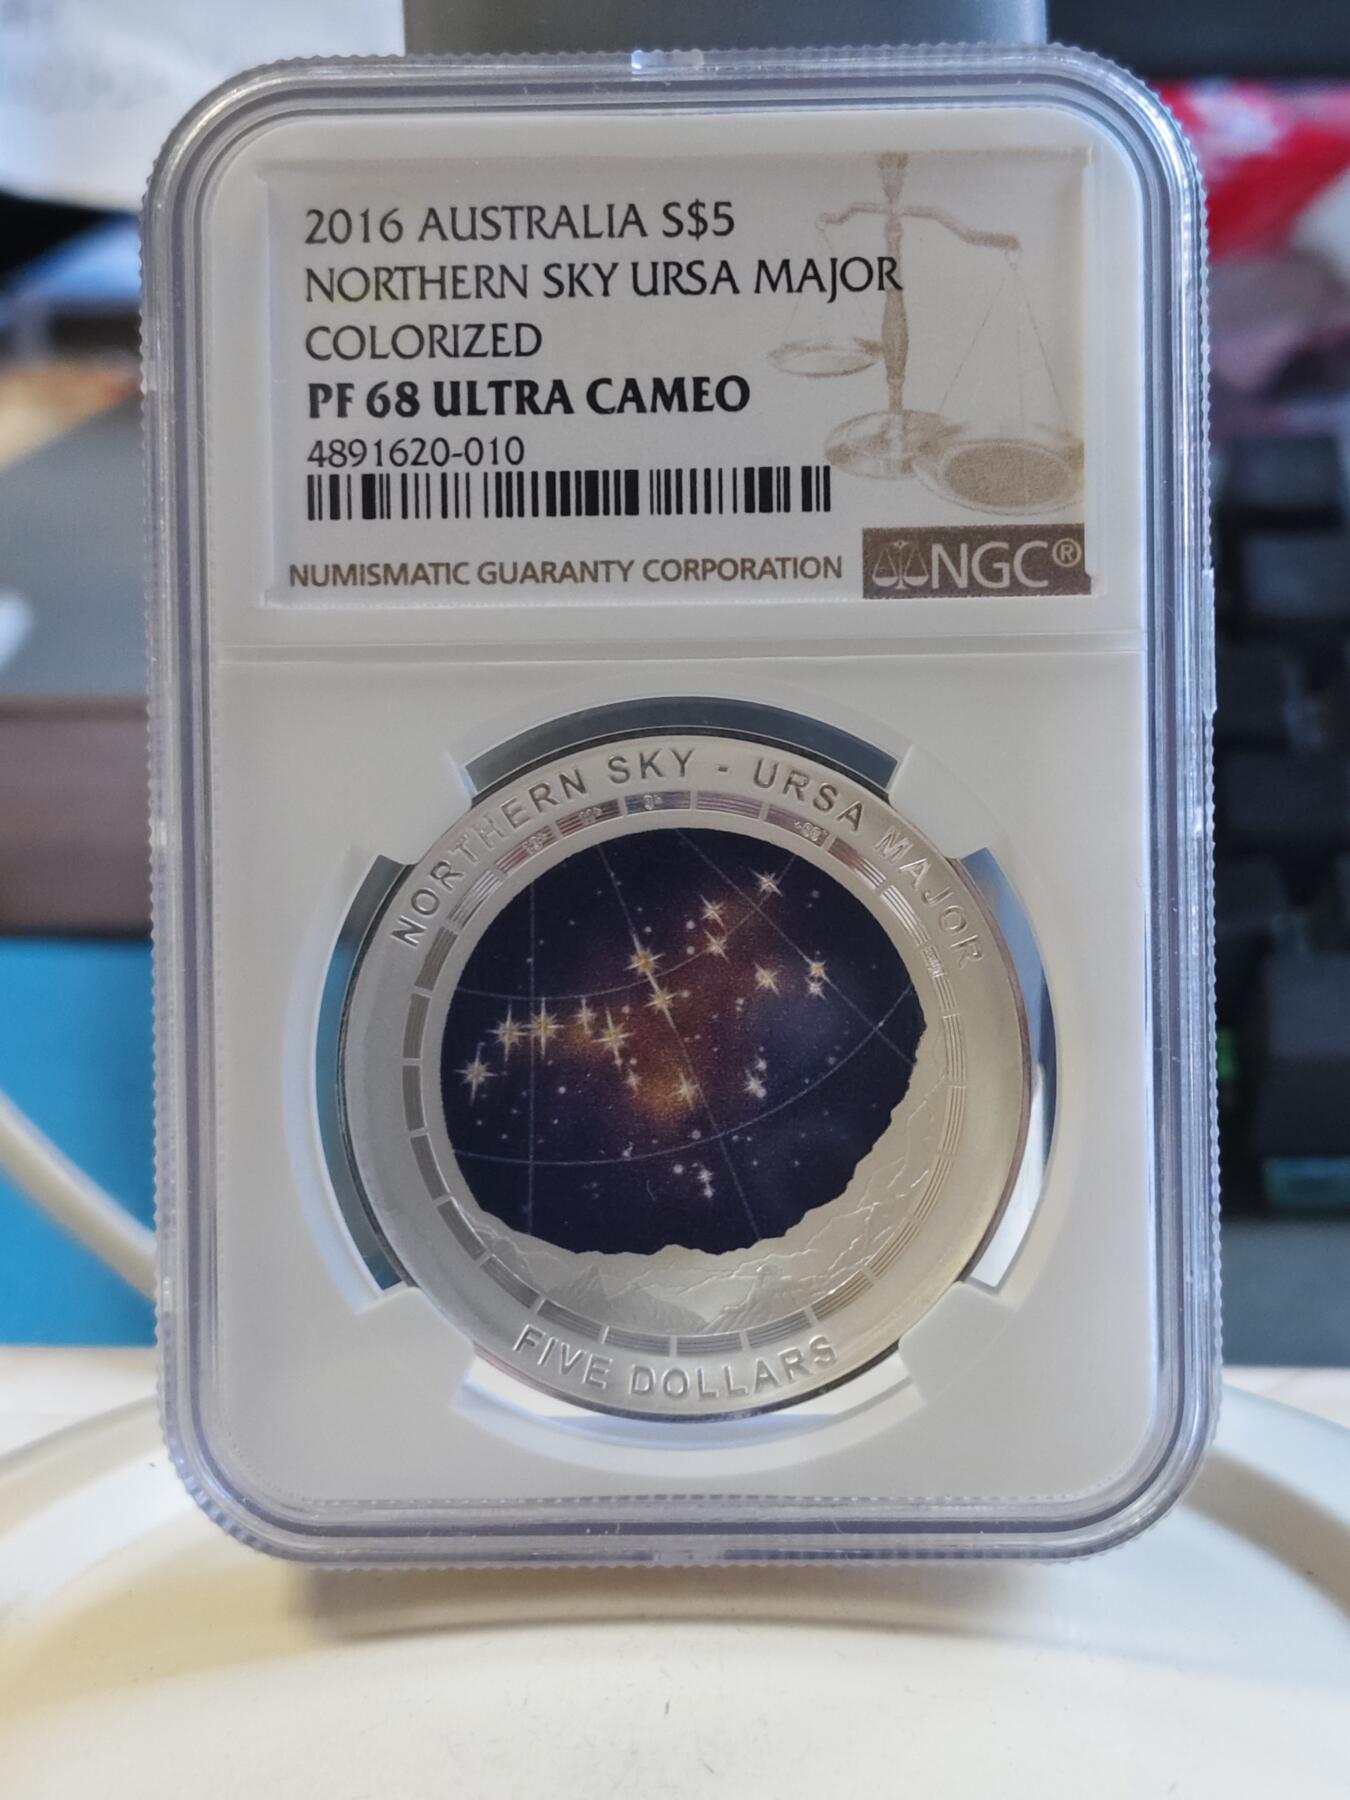 2016 AUSTRALIA S$5
NORTHERN SKY URSA MAJOR
COLORIZED
PF 68 ULTRA CAMEO
4891620-010
NUMISMATIC GUARANTY CORPORATION
NGC®
NORTHERN SKY - URSA MAJOR
FIVE DOLLARS